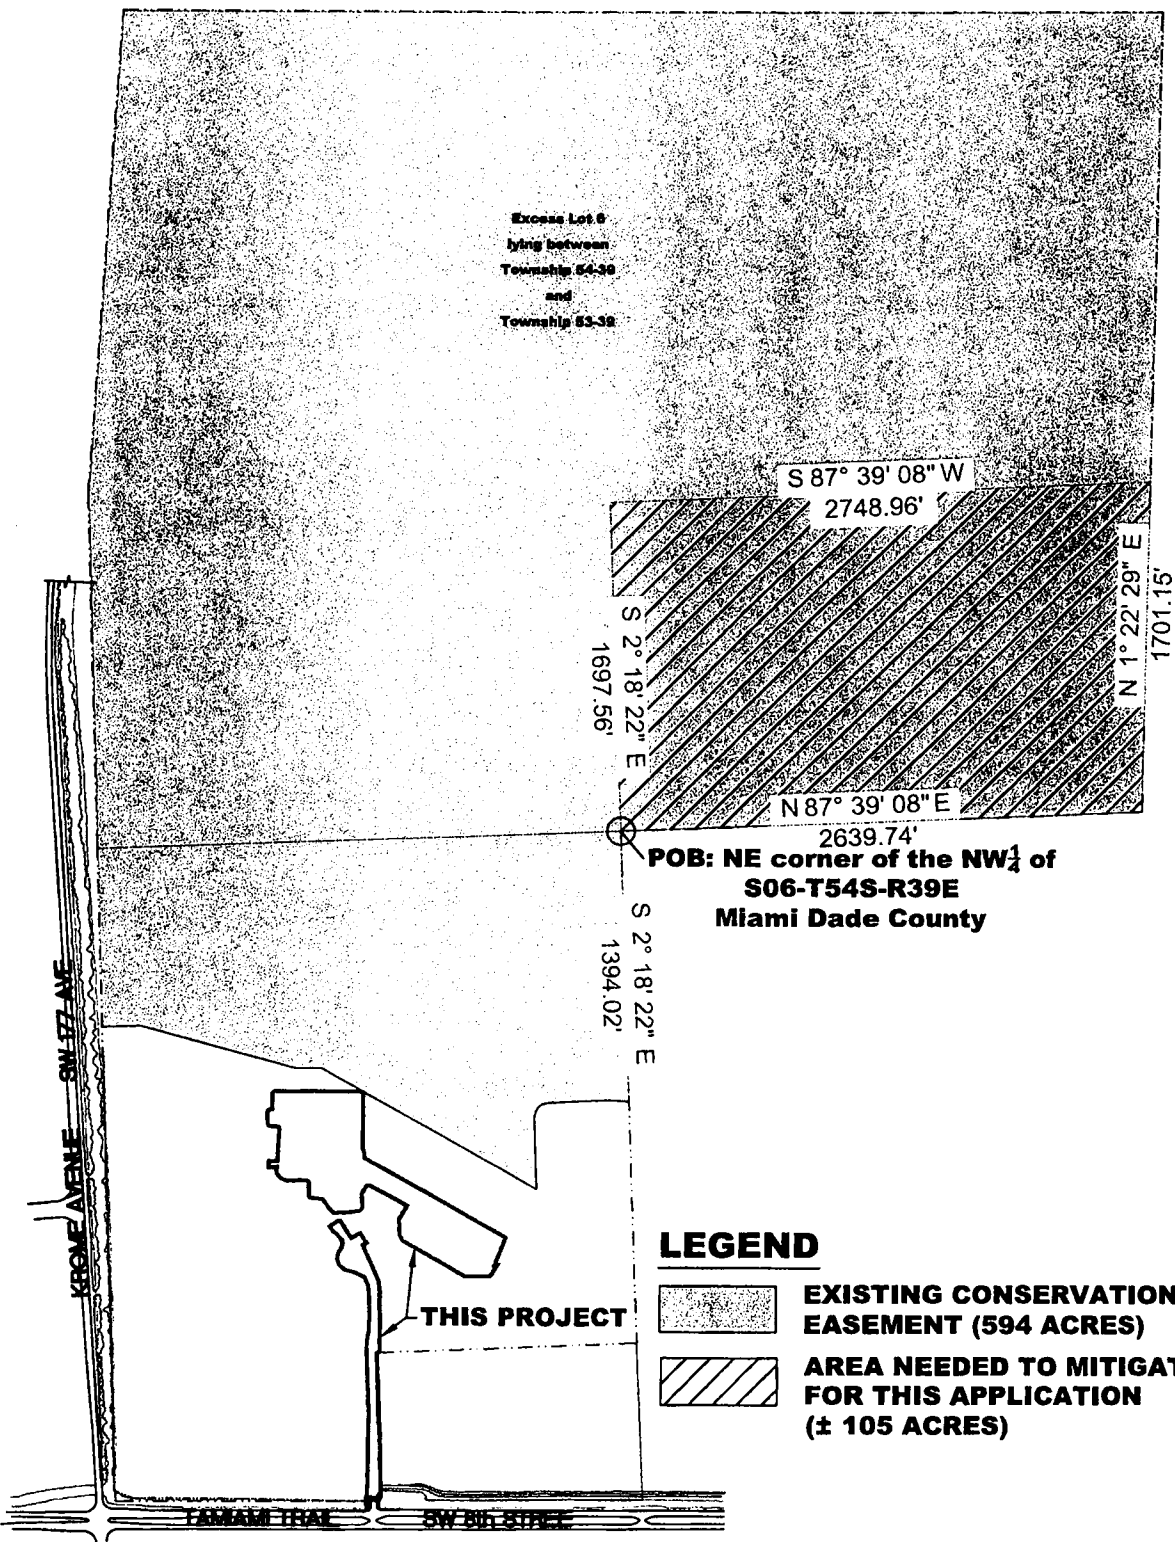 Excess Lot 6
lying between
Township 54-39
and
Township 53-39
S 87° 39' 08" W
2748.96'
N 1° 22' 29" E
1701.15'
S 2° 18' 22" E
1697.56'
N 87° 39' 08" E
2639.74'
POB: NE corner of the NW 1/4 of
S06-T54S-R39E
Miami Dade County
S 2° 18' 22" E
1394.02'
KROME AVENUE SW 177 AVE
THIS PROJECT
LEGEND
EXISTING CONSERVATION
EASEMENT (594 ACRES)
AREA NEEDED TO MITIGAT
FOR THIS APPLICATION
(± 105 ACRES)
TAMIAMI TRAIL SW 8th STREET